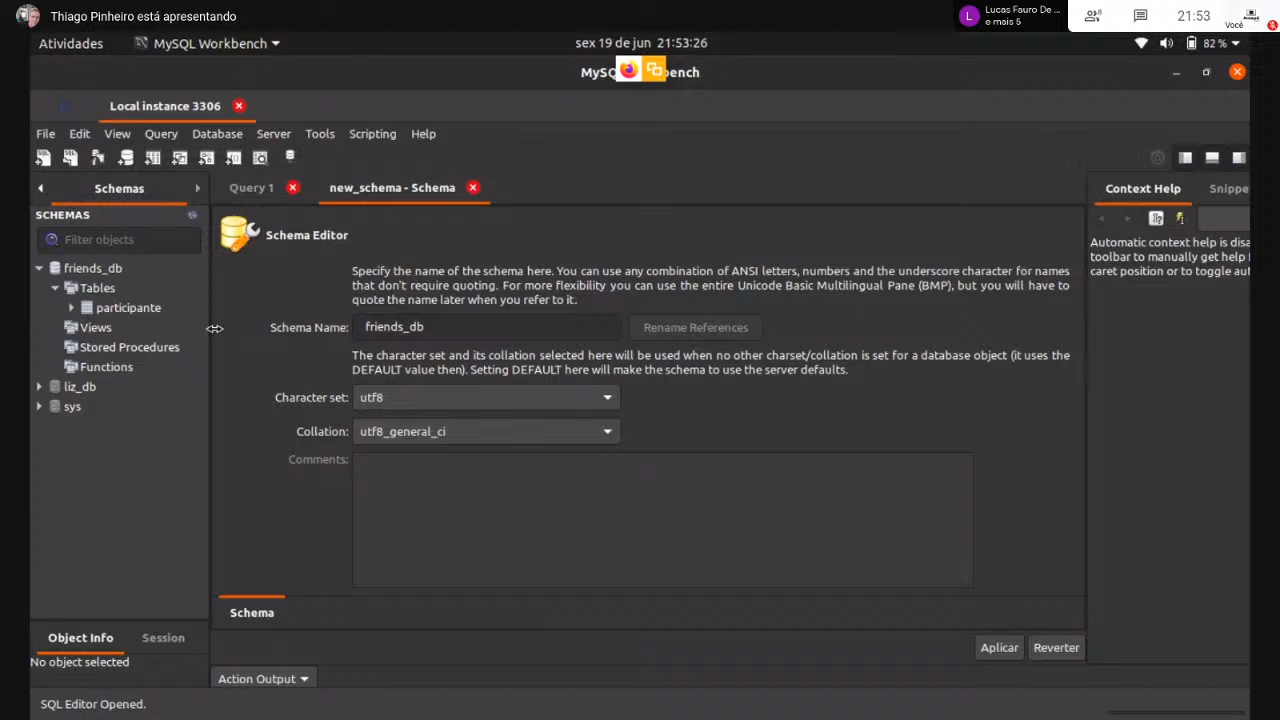 Thiago Pinheiro está apresentando
L
Lucas Fauro De ...
e mais 5
8
21:53
Você
Atividades
MySQL Workbench
sex 19 de jun 21:53:26
82 %
Local instance 3306
File Edit View Query Database Server Tools Scripting Help
Schemas
Query 1
new_schema - Schema
Context Help
Snippe
SCHEMAS
Filter objects
friends_db
Tables
participante
Views
Stored Procedures
Functions
liz_db
sys
Schema Editor
Specify the name of the schema here. You can use any combination of ANSI letters, numbers and the underscore character for names
that don't require quoting. For more flexibility you can use the entire Unicode Basic Multilingual Pane (BMP), but you will have to
quote the name later when you refer to it.
Schema Name: friends_db Rename References
The character set and its collation selected here will be used when no other charset/collation is set for a database object (it uses the
DEFAULT value then). Setting DEFAULT here will make the schema to use the server defaults.
Character set: utf8
Collation: utf8_general_ci
Comments:
Automatic context help is disa
toolbar to manually get help
caret position or to toggle aut
Schema
Object Info
Session
No object selected
Aplicar
Reverter
Action Output
SQL Editor Opened.